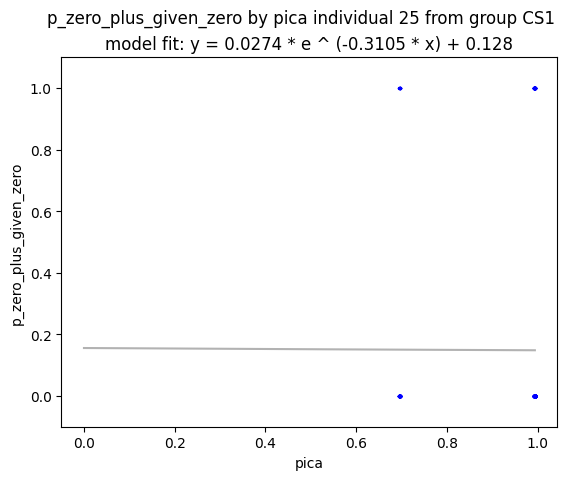 p_zero_plus_given_zero by pica individual 25 from group CS1
model fit: y = 0.0274 * e ^ (-0.3105 * x) + 0.128
p_zero_plus_given_zero
1.0
0.8
0.6
0.4
0.2
0.0
0.0 0.2 0.4 0.6 0.8 1.0
pica